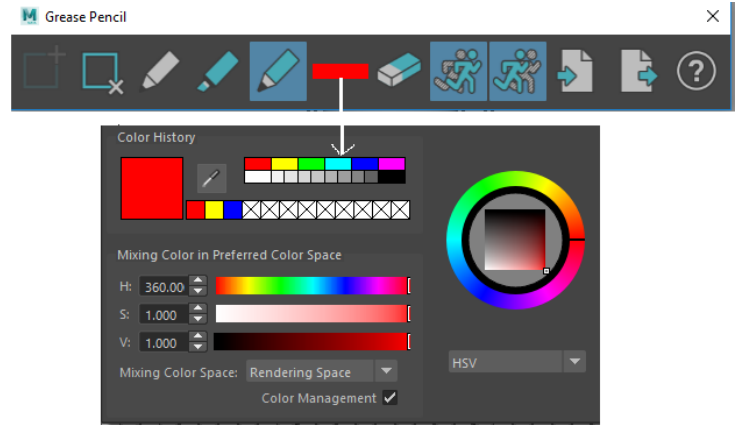 Grease Pencil
?
Color History
Mixing Color in Preferred Color Space
H: 360.00
S: 1.000
V: 1.000
Mixing Color Space: Rendering Space
HSV
Color Management